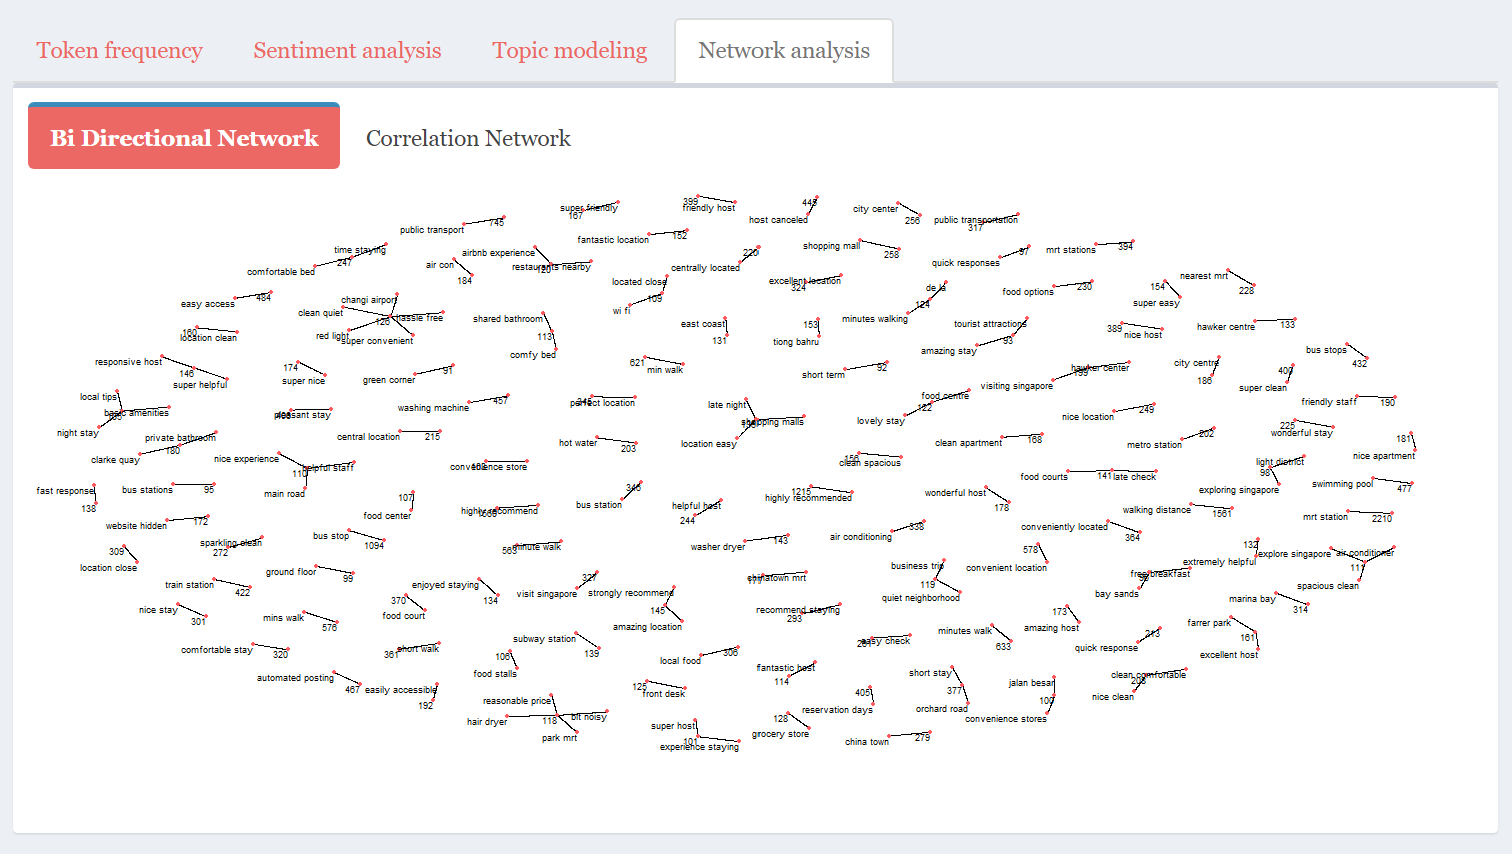 Token frequency Sentiment analysis Topic modeling Network analysis
Bi Directional Network Correlation Network
super friendly
167
399
friendly host
445
host canceled
city center
256
public transportation
317
public transport
745
fantastic location
152
time staying
247
comfortable bed
airbnb experience
120
restaurants nearby
air con
184
220
centrally located
shopping mall
258
97
quick responses
mrt stations
394
nearest mrt
228
located close
109
wi fi
excellent location
324
de la
124
minutes walking
food options
230
154
super easy
easy access
484
changi airport
clean quiet
126
hassle free
red light
super convenient
160
location clean
shared bathroom
113
comfy bed
east coast
131
153
tiong bahru
tourist attractions
93
amazing stay
389
nice host
hawker centre
133
bus stops
432
responsive host
146
super helpful
174
super nice
green corner
91
621
min walk
short term
92
hawker center
visiting singapore
city centre
186
400
super clean
local tips
basic amenities
night stay
pleasant stay
washing machine
457
perfect location
late night
shopping malls
location easy
food centre
122
lovely stay
nice location
249
friendly staff
190
private bathroom
180
clarke quay
central location
215
hot water
203
clean apartment
168
metro station
202
225
wonderful stay
181
nice apartment
nice experience
110
helpful staff
main road
convenience store
clean spacious
food courts
141
late check
light district
98
exploring singapore
swimming pool
477
fast response
138
bus stations
95
107
food center
346
bus station
1215
highly recommended
wonderful host
178
website hidden
172
highly recommend
helpful host
244
walking distance
1561
mrt station
2210
sparkling clean
272
bus stop
1094
563
minute walk
washer dryer
143
air conditioning
338
conveniently located
364
309
location close
578
convenient location
132
extremely helpful
explore singapore
air conditioner
spacious clean
train station
422
ground floor
99
enjoyed staying
134
327
visit singapore
strongly recommend
145
amazing location
chinatown mrt
business trip
119
quiet neighborhood
free breakfast
bay sands
marina bay
314
nice stay
301
mins walk
576
370
food court
recommend staying
293
173
amazing host
farrer park
161
excellent host
comfortable stay
320
361
short walk
subway station
139
easy check
minutes walk
633
213
quick response
106
food stalls
local food
306
fantastic host
114
automated posting
467
easily accessible
192
125
front desk
short stay
377
orchard road
jalan besar
100
convenience stores
clean comfortable
nice clean
405
reservation days
reasonable price
hair dryer
118
bit noisy
park mrt
super host
101
experience staying
128
grocery store
china town
279